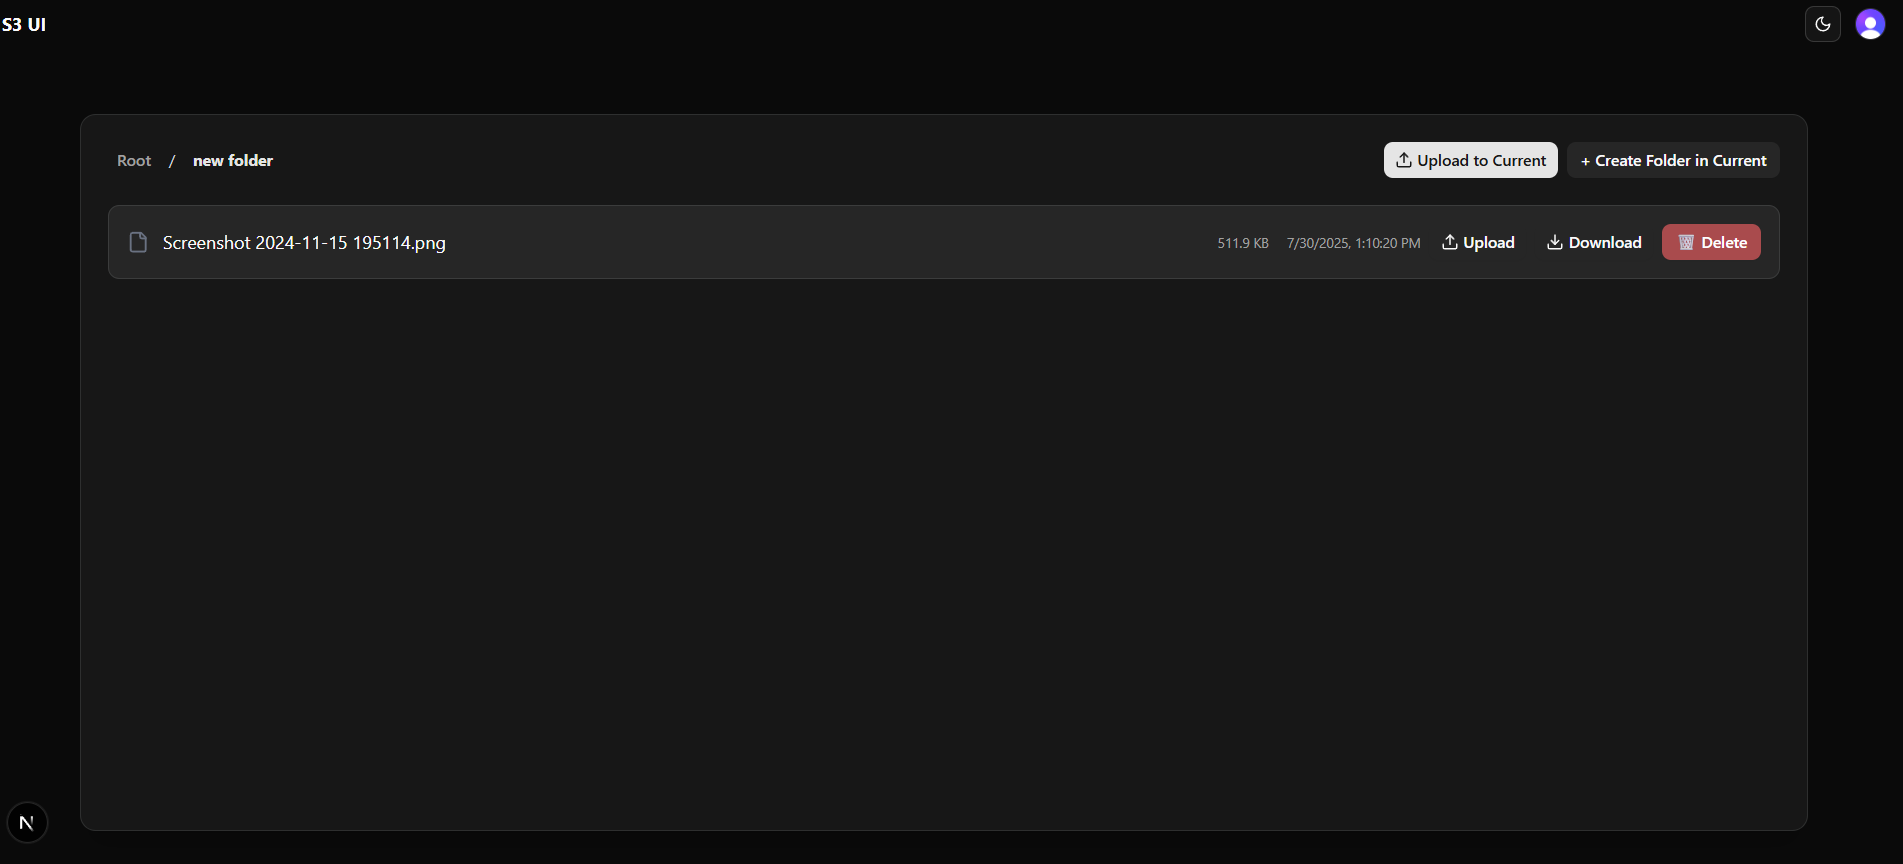 S3 UI
Root / new folder
Upload to Current
+ Create Folder in Current
Screenshot 2024-11-15 195114.png
511.9 KB
7/30/2025, 1:10:20 PM
Upload
Download
Delete
N